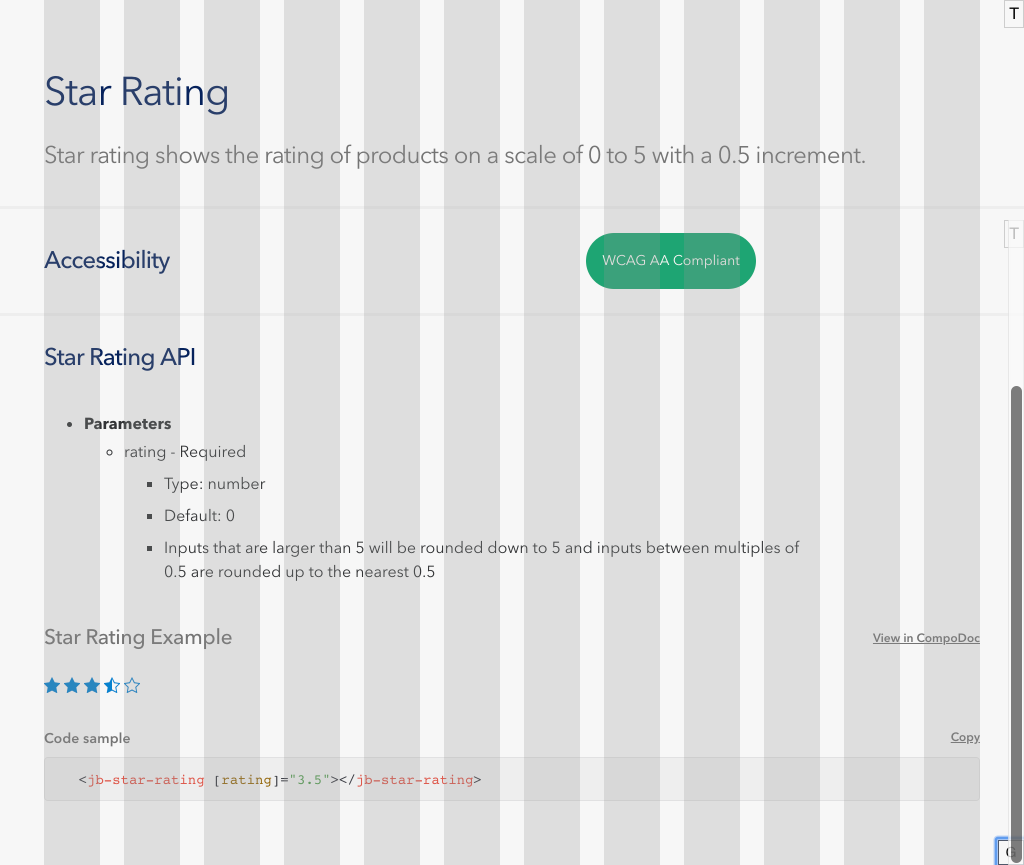 T
Star Rating
Star rating shows the rating of products on a scale of 0 to 5 with a 0.5 increment.
T
Accessibility
WCAG AA Compliant
Star Rating API
Parameters
rating - Required
Type: number
Default: 0
Inputs that are larger than 5 will be rounded down to 5 and inputs between multiples of
0.5 are rounded up to the nearest 0.5
Star Rating Example
View in CompoDoc
Code sample
Copy
<jb-star-rating [rating]="3.5"></jb-star-rating>
G